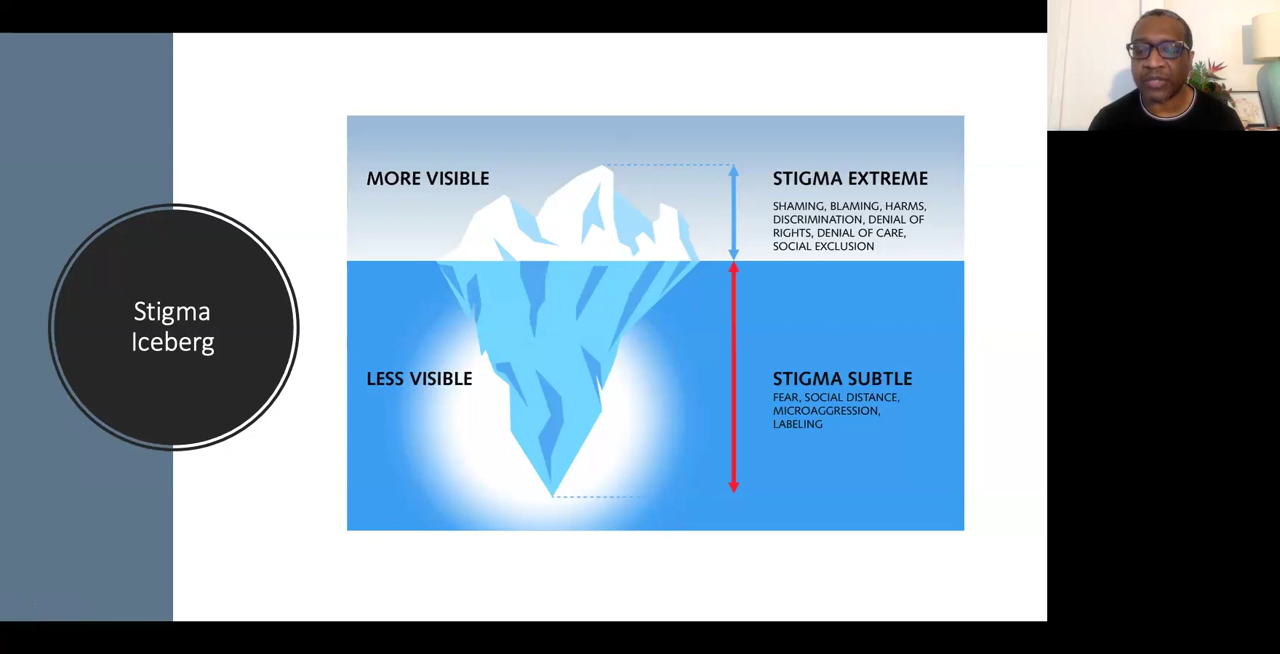 Stigma
Iceberg
MORE VISIBLE
STIGMA EXTREME
SHAMING, BLAMING, HARMS,
DISCRIMINATION, DENIAL OF
RIGHTS, DENIAL OF CARE,
SOCIAL EXCLUSION
LESS VISIBLE
STIGMA SUBTLE
FEAR, SOCIAL DISTANCE,
MICROAGGRESSION,
LABELING